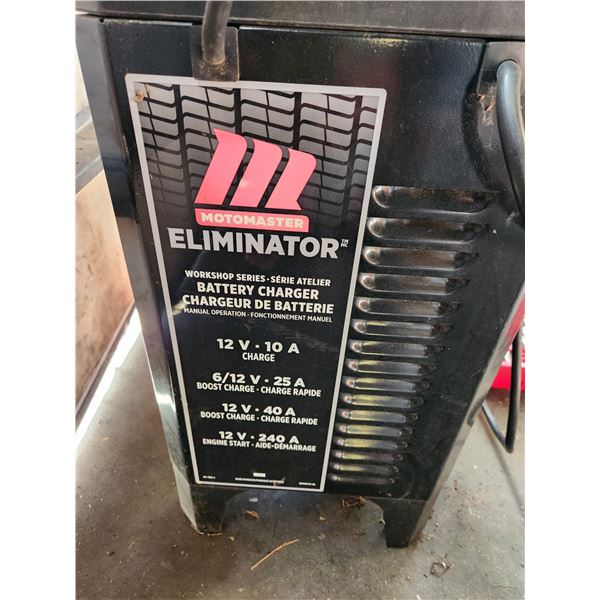 MOTOMASTER
ELIMINATOR
WORKSHOP SERIES · SÉRIE ATELIER
BATTERY CHARGER
CHARGEUR DE BATTERIE
MANUAL OPERATION · FONCTIONNEMENT MANUEL
12 V · 10 A
CHARGE
6/12 V · 25 A
BOOST CHARGE · CHARGE RAPIDE
12 V · 40 A
BOOST CHARGE · CHARGE RAPIDE
12 V · 240 A
ENGINE START · AIDE-DÉMARRAGE